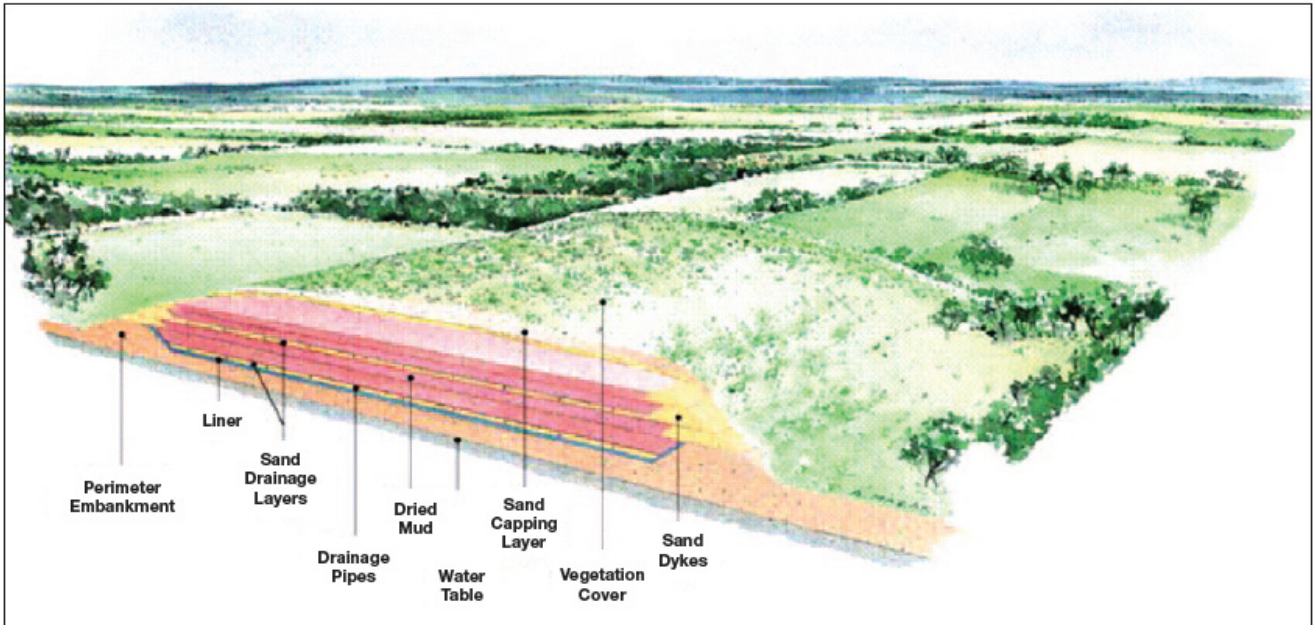 Liner
Perimeter
Embankment
Sand
Drainage
Layers
Drainage
Pipes
Dried
Mud
Water
Table
Sand
Capping
Layer
Vegetation
Cover
Sand
Dykes